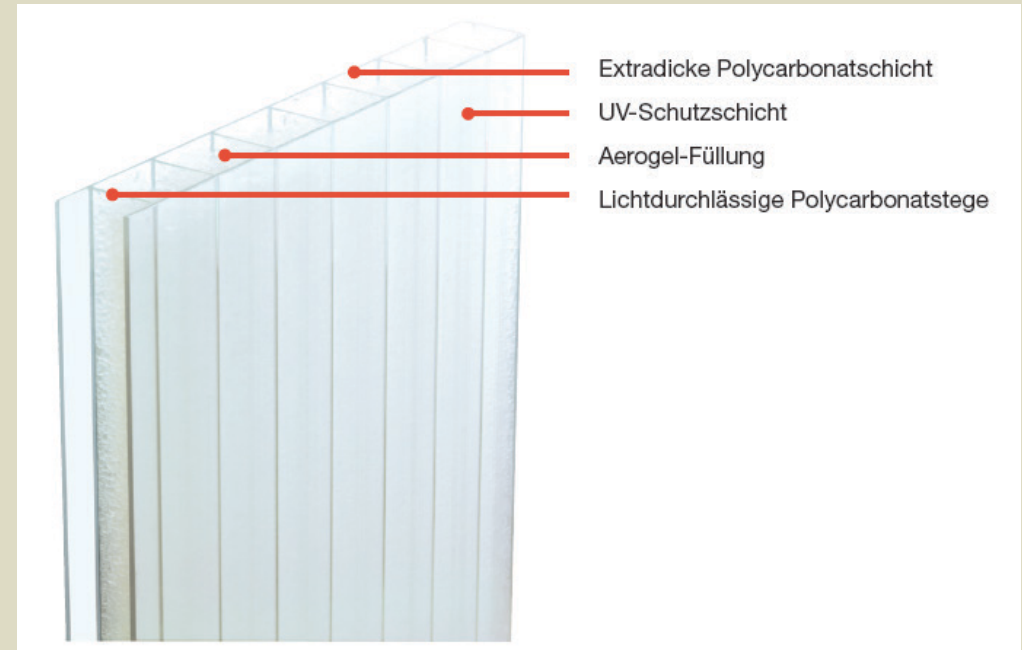 Extradicke Polycarbonatschicht
UV-Schutzschicht
Aerogel-Füllung
Lichtdurchlässige Polycarbonatstege